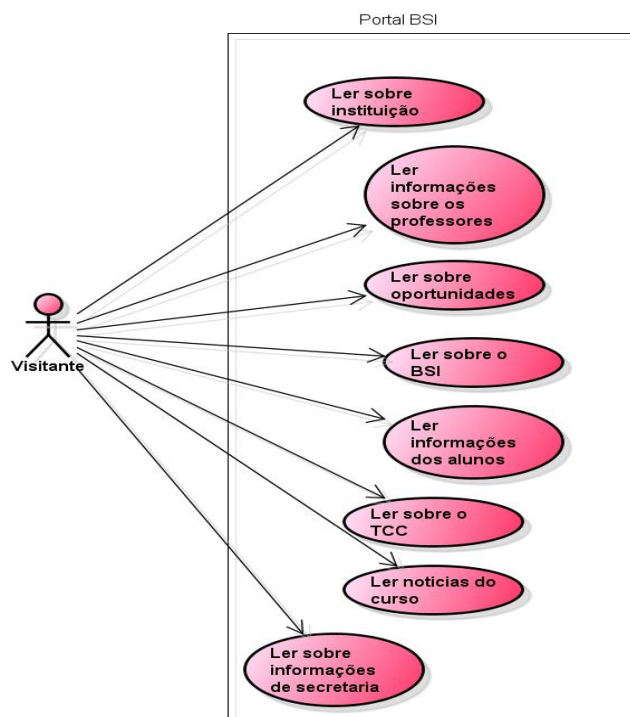 Portal BSI
Ler sobre
instituição
Ler
informações
sobre os
professores
Ler sobre
oportunidades
Visitante
Ler sobre o
BSI
Ler
informações
dos alunos
Ler sobre o
TCC
Ler noticias do
curso
Ler sobre
informações
de secretaria